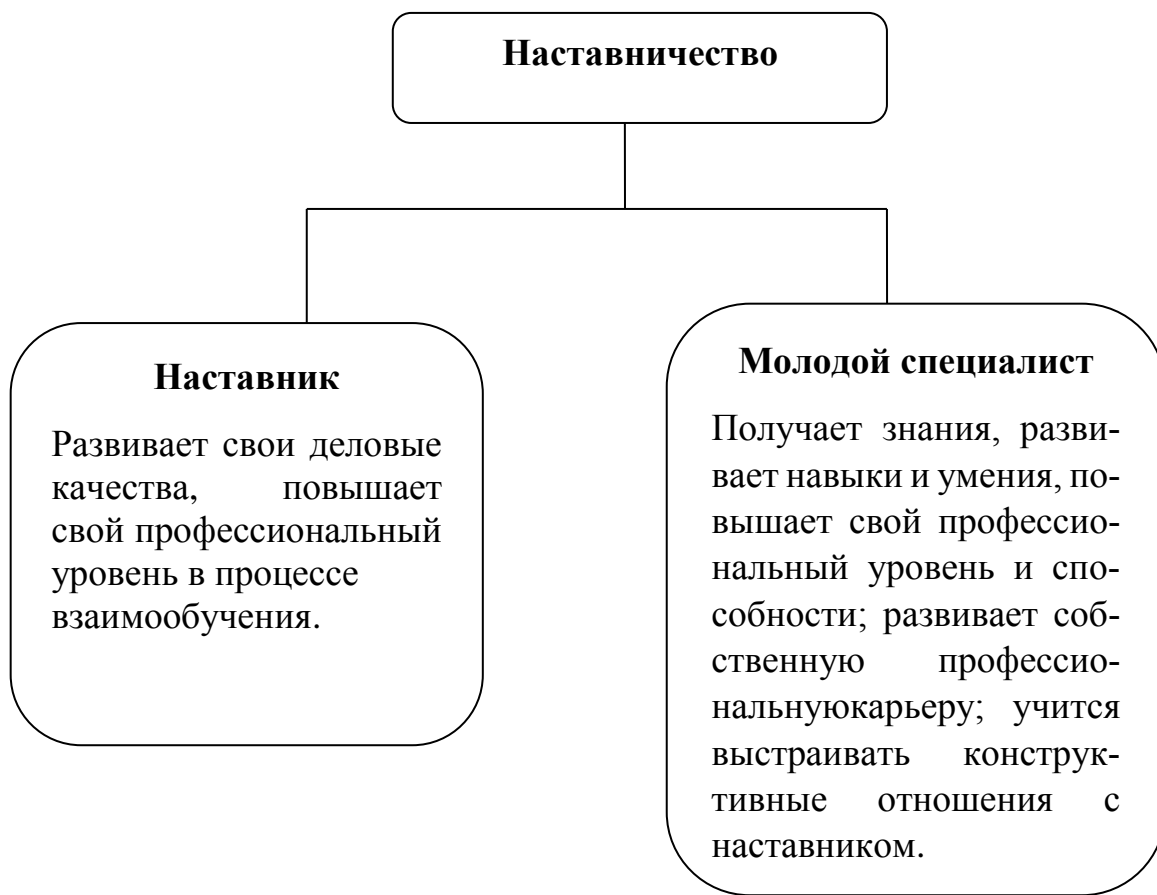 Наставничество
Наставник
Развивает свои деловые
качества, повышает
свой профессиональный
уровень в процессе
взаимообучения.
Молодой специалист
Получает знания, разви-
вает навыки и умения, по-
вышает свой профессио-
нальный уровень и спо-
собности; развивает соб-
ственную профессио-
нальнуюкарьеру; учится
выстраивать конструк-
тивные отношения с
наставником.